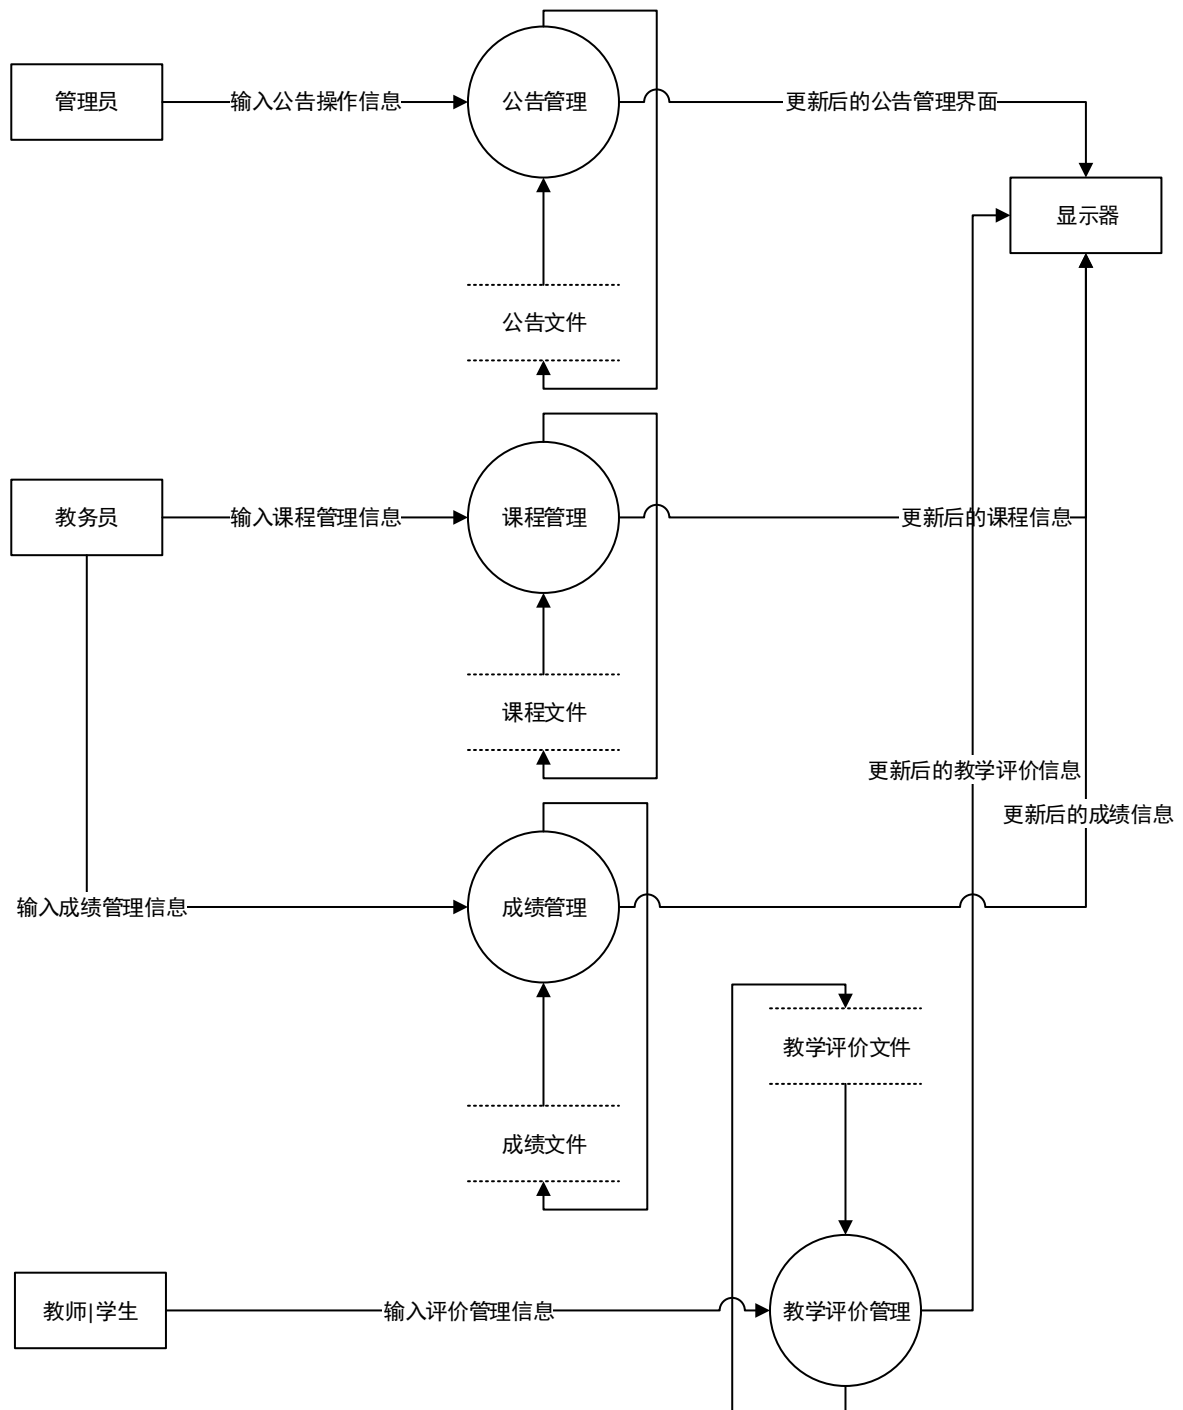 管理员
输入公告操作信息
公告管理
更新后的公告管理界面
显示器
公告文件
教务员
输入课程管理信息
课程管理
更新后的课程信息
课程文件
更新后的教学评价信息
更新后的成绩信息
输入成绩管理信息
成绩管理
教学评价文件
成绩文件
教师|学生
输入评价管理信息
教学评价管理